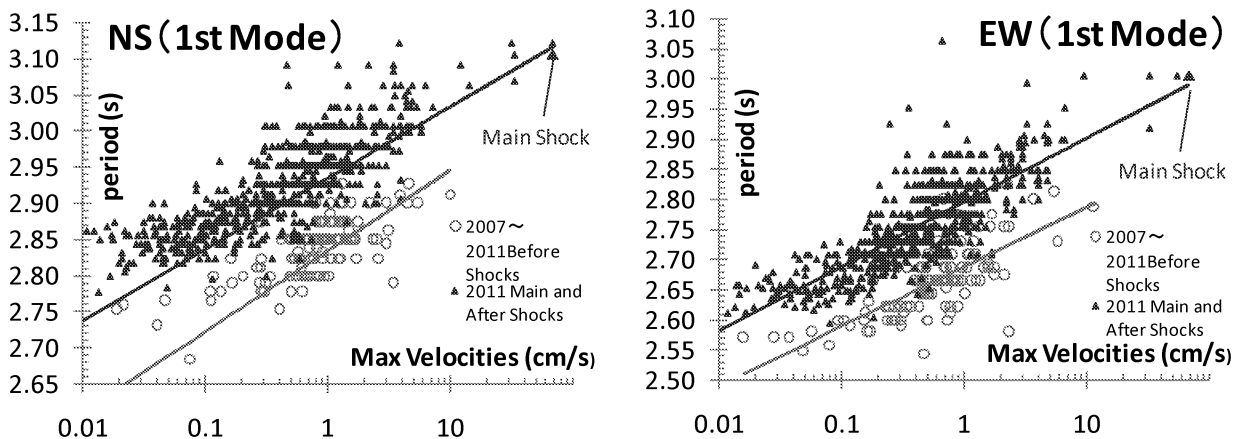 NS（1st Mode）
3.15
3.10
3.05
3.00
2.95
2.90
2.85
2.80
2.75
2.70
2.65
period (s)
Main Shock
2007～
2011Before
Shocks
2011 Main and
After Shocks
Max Velocities (cm/s)
0.01 0.1 1 10
EW（1st Mode）
3.10
3.05
3.00
2.95
2.90
2.85
2.80
2.75
2.70
2.65
2.60
2.55
2.50
period (s)
Main Shock
2007～
2011Before
Shocks
2011 Main and
After Shocks
Max Velocities (cm/s)
0.01 0.1 1 10